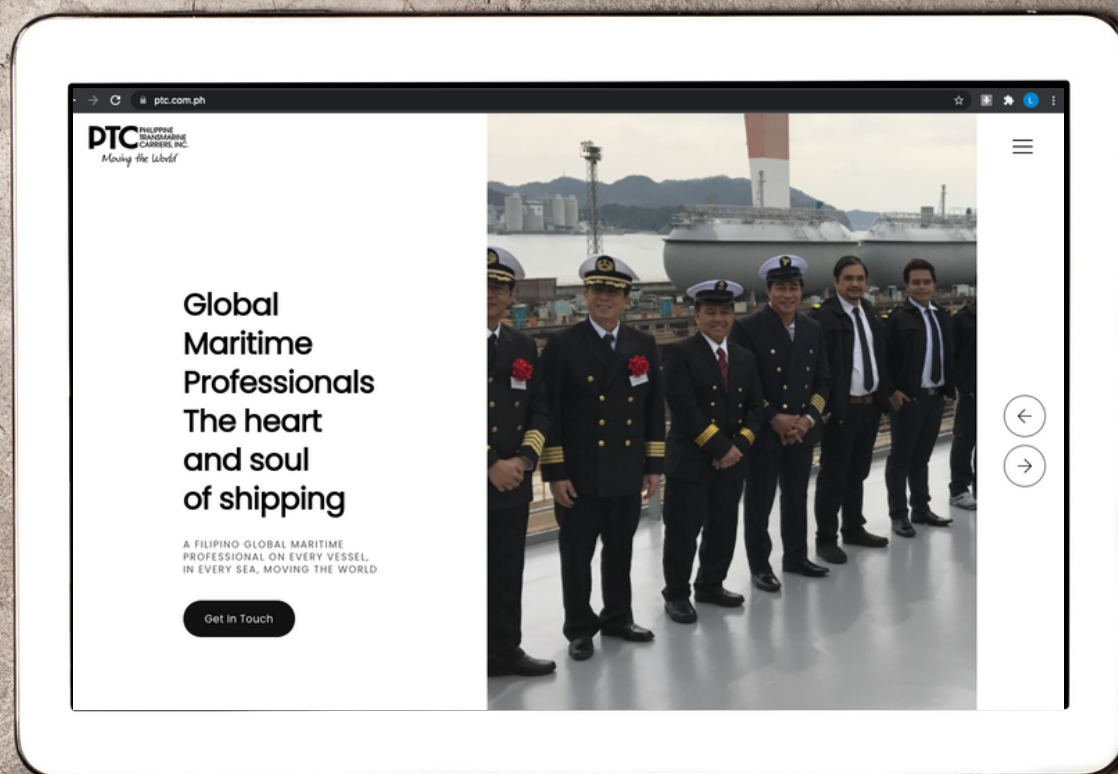 ptc.com.ph
PTC PHILIPPINE
TRANSMARINE
CARRIERS, INC.
Moving the World
Global
Maritime
Professionals
The heart
and soul
of shipping
A FILIPINO GLOBAL MARITIME
PROFESSIONAL ON EVERY VESSEL,
IN EVERY SEA, MOVING THE WORLD
Get In Touch
L